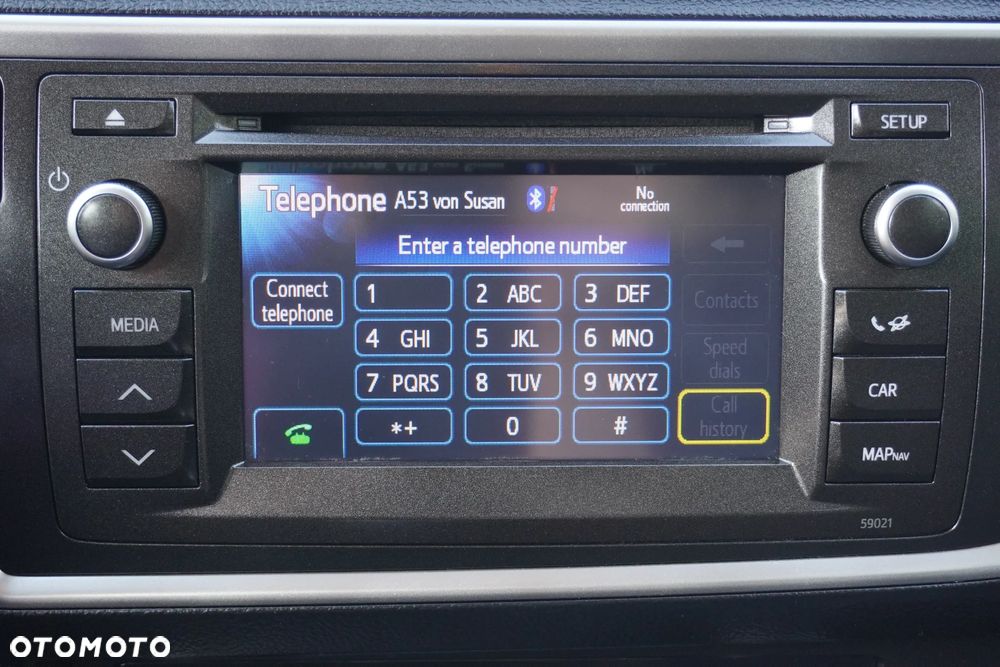 SETUP
Telephone A53 von Susan
No
connection
Enter a telephone number
Connect
telephone
1
2 ABC
3 DEF
Contacts
4 GHI
5 JKL
6 MNO
Speed
dials
7 PQRS
8 TUV
9 WXYZ
*+
0
#
Call
history
MEDIA
CAR
MAP NAV
59021
OTOMOTO